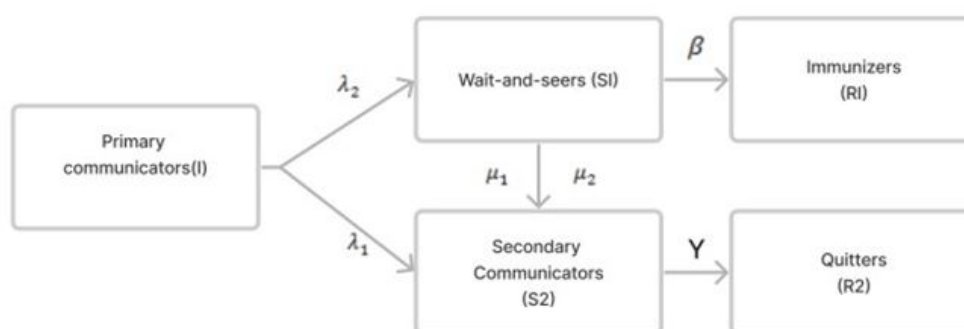 Primary
communicators(I)
λ₂
λ₁
Wait-and-seers (SI)
β
Immunizers
(RI)
μ₁ μ₂
Secondary
Communicators
(S2)
Y
Quitters
(R2)